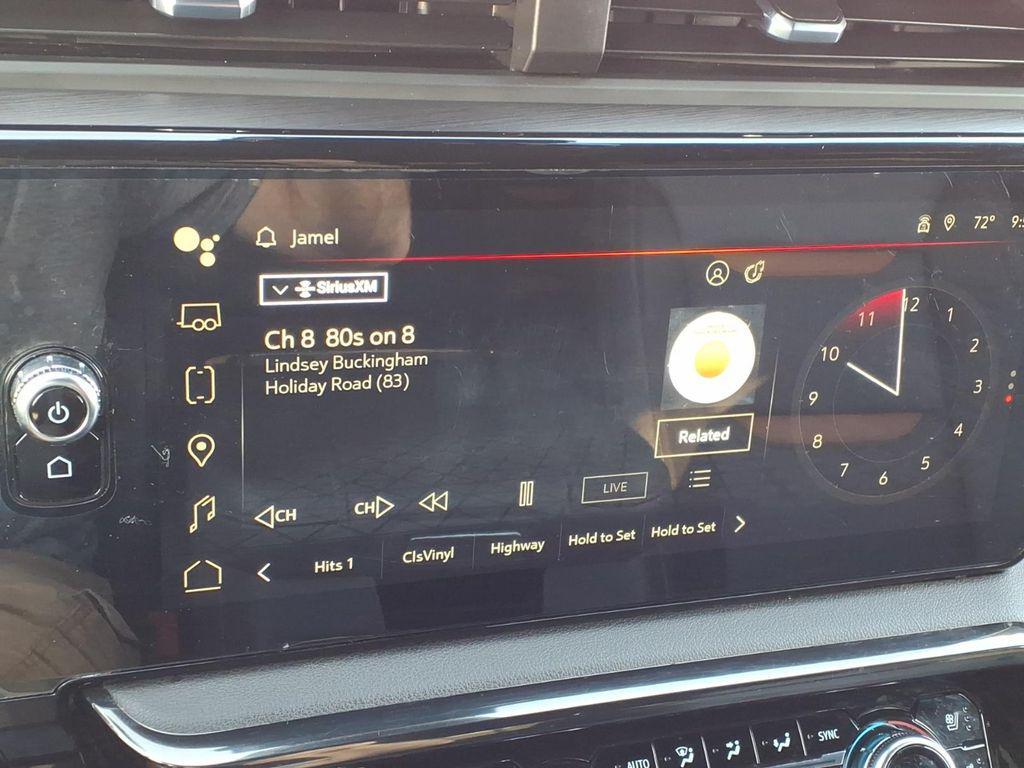 Jamel
72° 9:
SiriusXM
Ch 8 80s on 8
Lindsey Buckingham
Holiday Road (83)
Related
12
1
2
3
4
5
6
7
8
9
10
11
CH
CH
LIVE
Hits 1
ClsVinyl
Highway
Hold to Set
Hold to Set
AUTO
SYNC